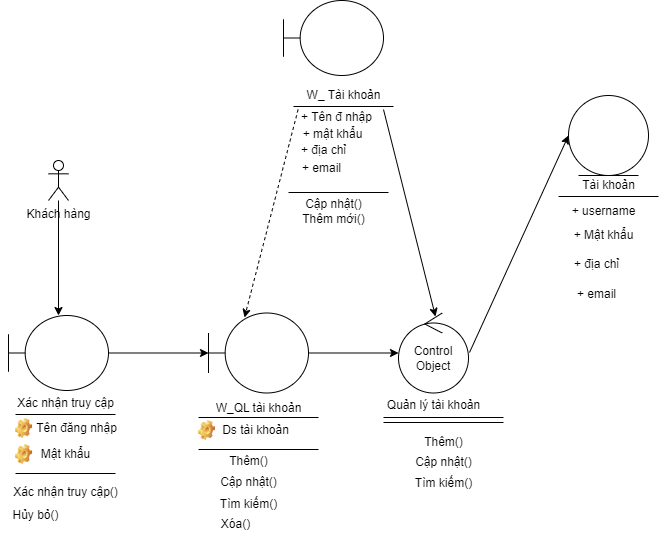 W_ Tài khoản
+ Tên đ nhập
+ mật khẩu
+ địa chỉ
+ email
Cập nhật()
Thêm mới()
Tài khoản
+ username
+ Mật khẩu
+ địa chỉ
+ email
Khách hàng
Xác nhận truy cập
Tên đăng nhập
Mật khẩu
Xác nhận truy cập()
Hủy bỏ()
W_QL tài khoản
Ds tài khoản
Thêm()
Cập nhật()
Tìm kiếm()
Xóa()
Control
Object
Quản lý tài khoản
Thêm()
Cập nhật()
Tìm kiếm()